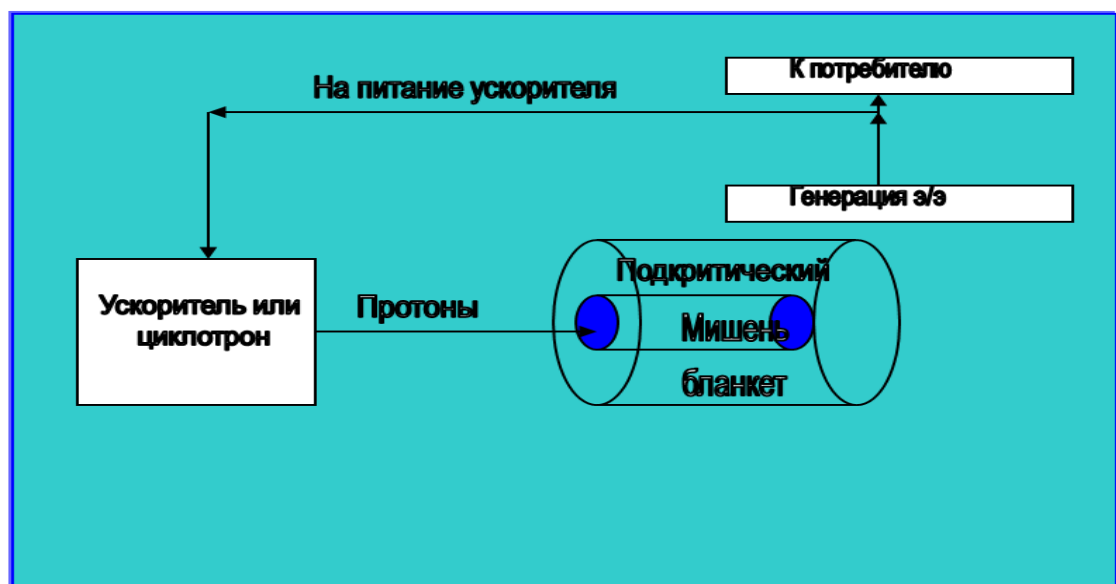 К потребителю
На питание ускорителя
Генерация э/э
Ускоритель или
циклотрон
Протоны
Подкритический
Мишень
бланкет